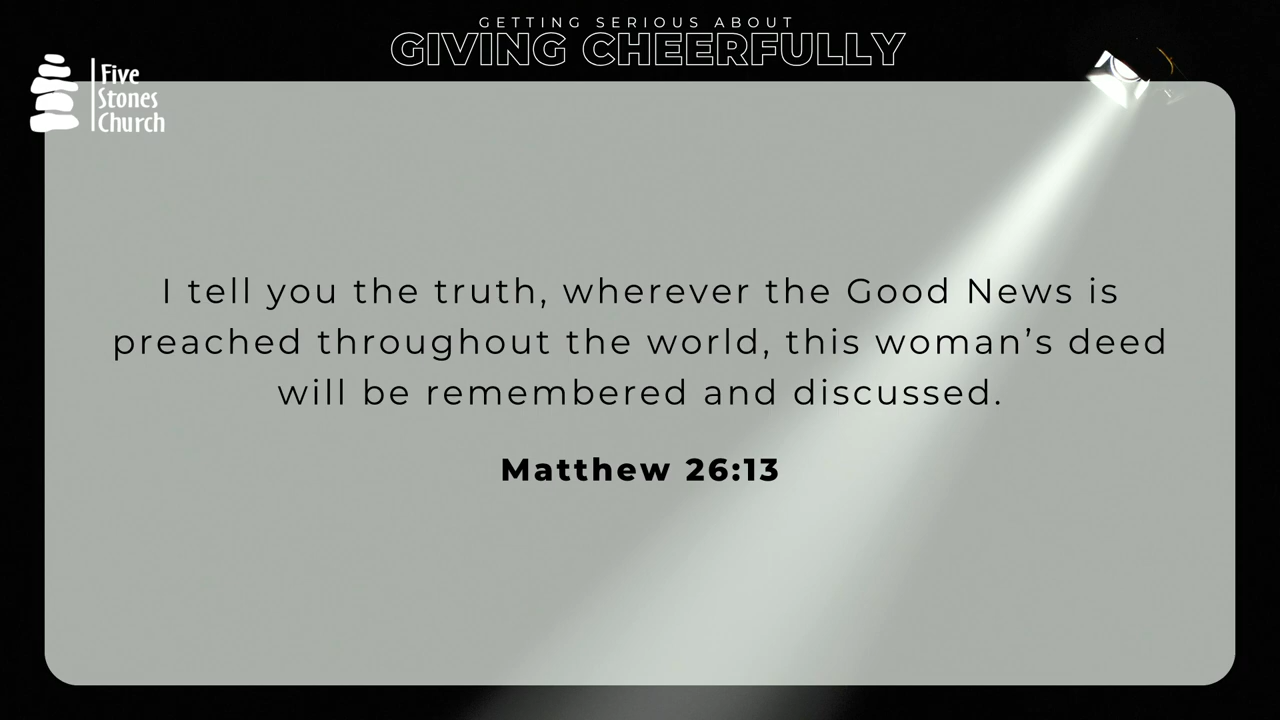 GETTING SERIOUS ABOUT
GIVING CHEERFULLY
Five
Stones
Church
I tell you the truth, wherever the Good News is
preached throughout the world, this woman’s deed
will be remembered and discussed.
Matthew 26:13